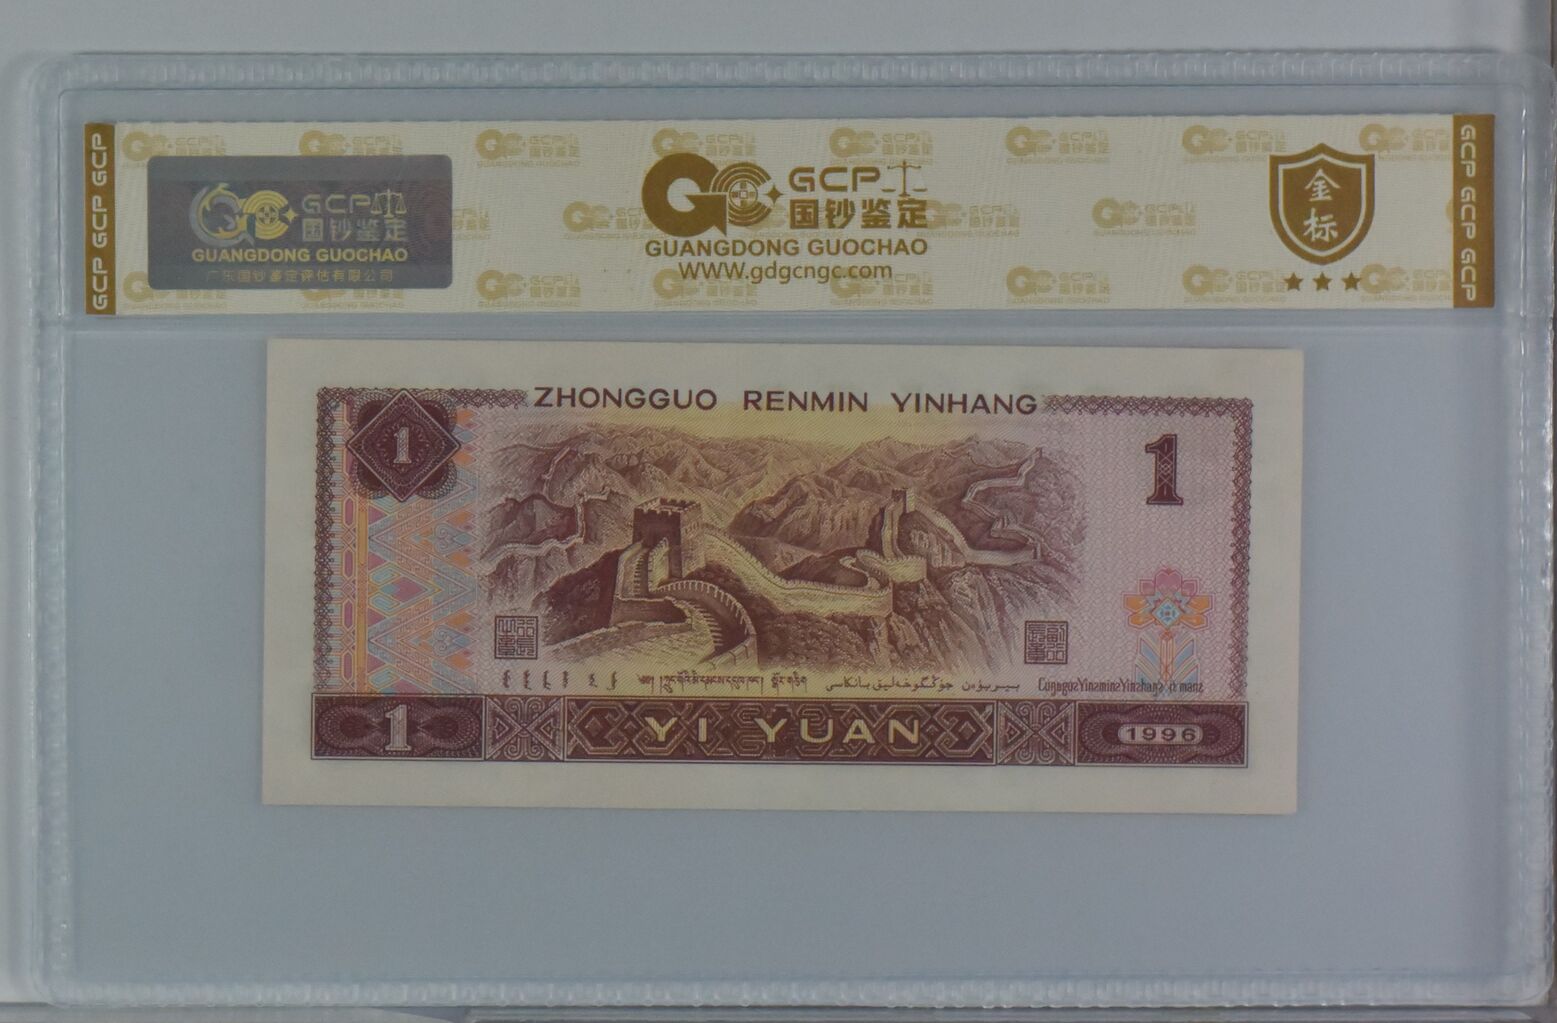 GCP GCP GCP
GCP
国钞鉴定
GUANGDONG GUOCHAO
广东国钞鉴定评估有限公司
GCP
国钞鉴定
GUANGDONG GUOCHAO
WWW.gdgcngc.com
金标
GCP GCP GCP
ZHONGGUO RENMIN YINHANG
1
1
1
YI YUAN
1996